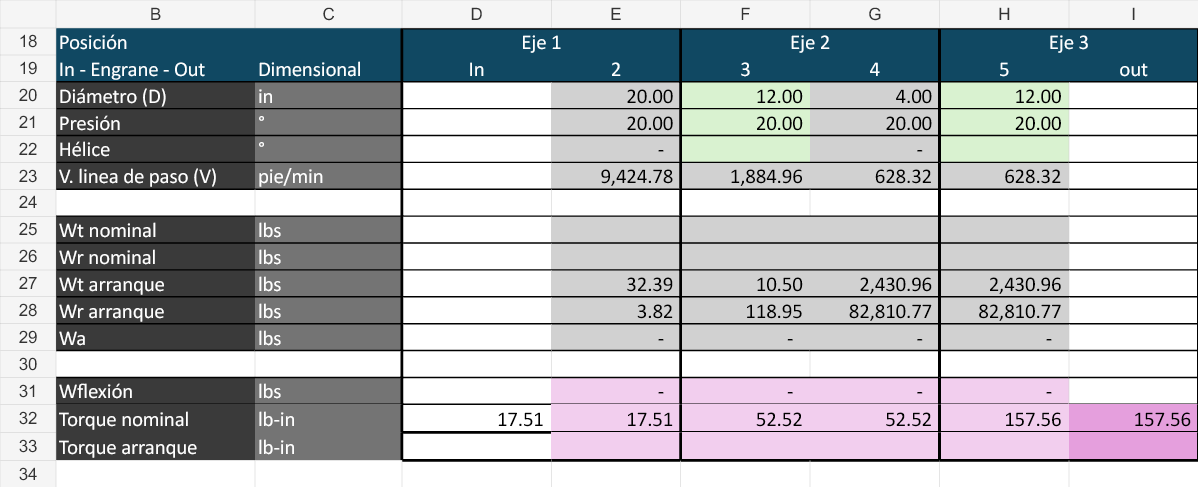 B C D E F G H I
18 Posición Eje 1 Eje 2 Eje 3
19 In - Engrane - Out Dimensional In 2 3 4 5 out
20 Diámetro (D) in 20.00 12.00 4.00 12.00
21 Presión ° 20.00 20.00 20.00 20.00
22 Hélice ° - -
23 V. linea de paso (V) pie/min 9,424.78 1,884.96 628.32 628.32
24
25 Wt nominal lbs
26 Wr nominal lbs
27 Wt arranque lbs 32.39 10.50 2,430.96 2,430.96
28 Wr arranque lbs 3.82 118.95 82,810.77 82,810.77
29 Wa lbs - - - -
30
31 Wflexión lbs - - - -
32 Torque nominal lb-in 17.51 17.51 52.52 52.52 157.56 157.56
33 Torque arranque lb-in
34